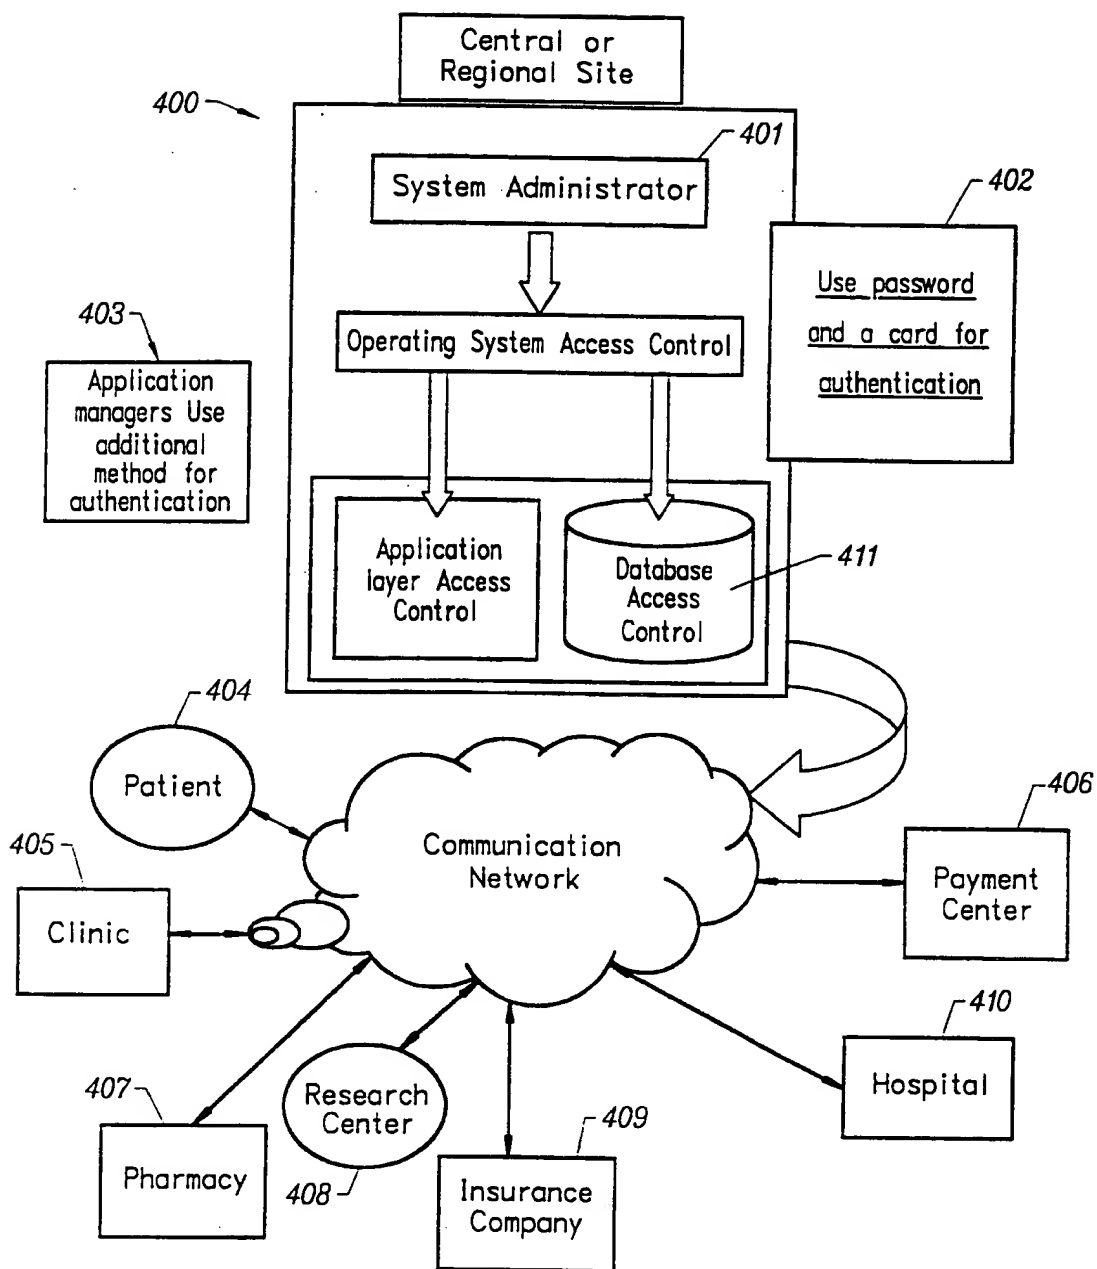 Central or
Regional Site
400
401
System Administrator
402
Use password
and a card for
authentication
403
Application
managers Use
additional
method for
authentication
Operating System Access Control
Application
layer Access
Control
Database
Access
Control
411
404
Patient
405
Clinic
Communication
Network
406
Payment
Center
407
Pharmacy
Research
Center
408
409
Insurance
Company
410
Hospital